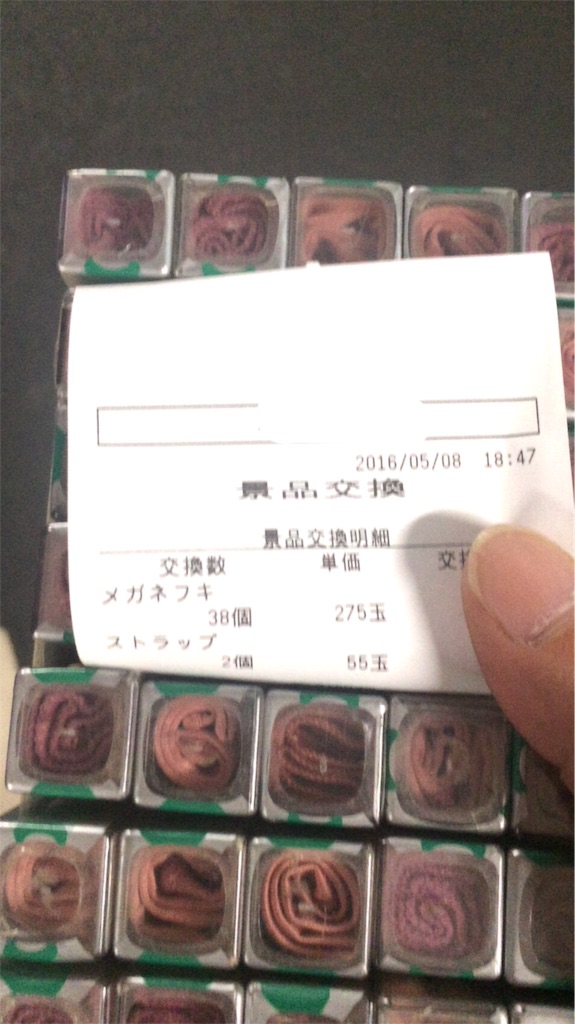 2016/05/08 18:47
景品交換
景品交換明細
交換数 単価 交
メガネフキ
38個 275玉
ストラップ
2個 55玉